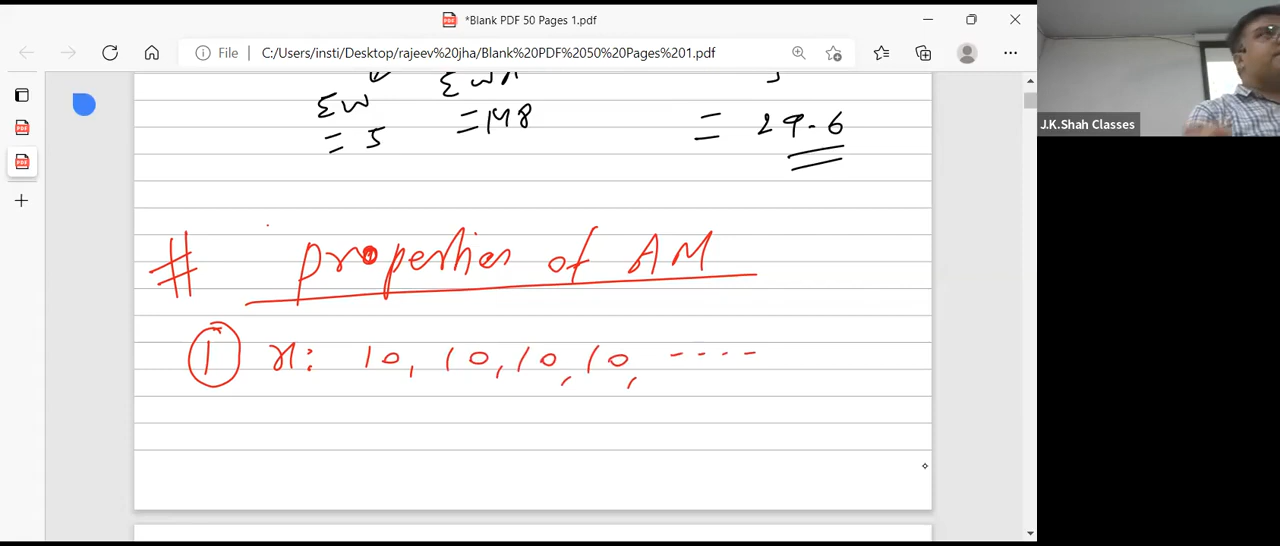 *Blank PDF 50 Pages 1.pdf
File C:/Users/insti/Desktop/rajeev%20jha/Blank%20PDF%2050%20Pages%201.pdf
J.K.Shah Classes
Σw
= 5
Σwx
= 148
5
= 29.6
# properties of AM
① x: 10, 10, 10, 10, ----